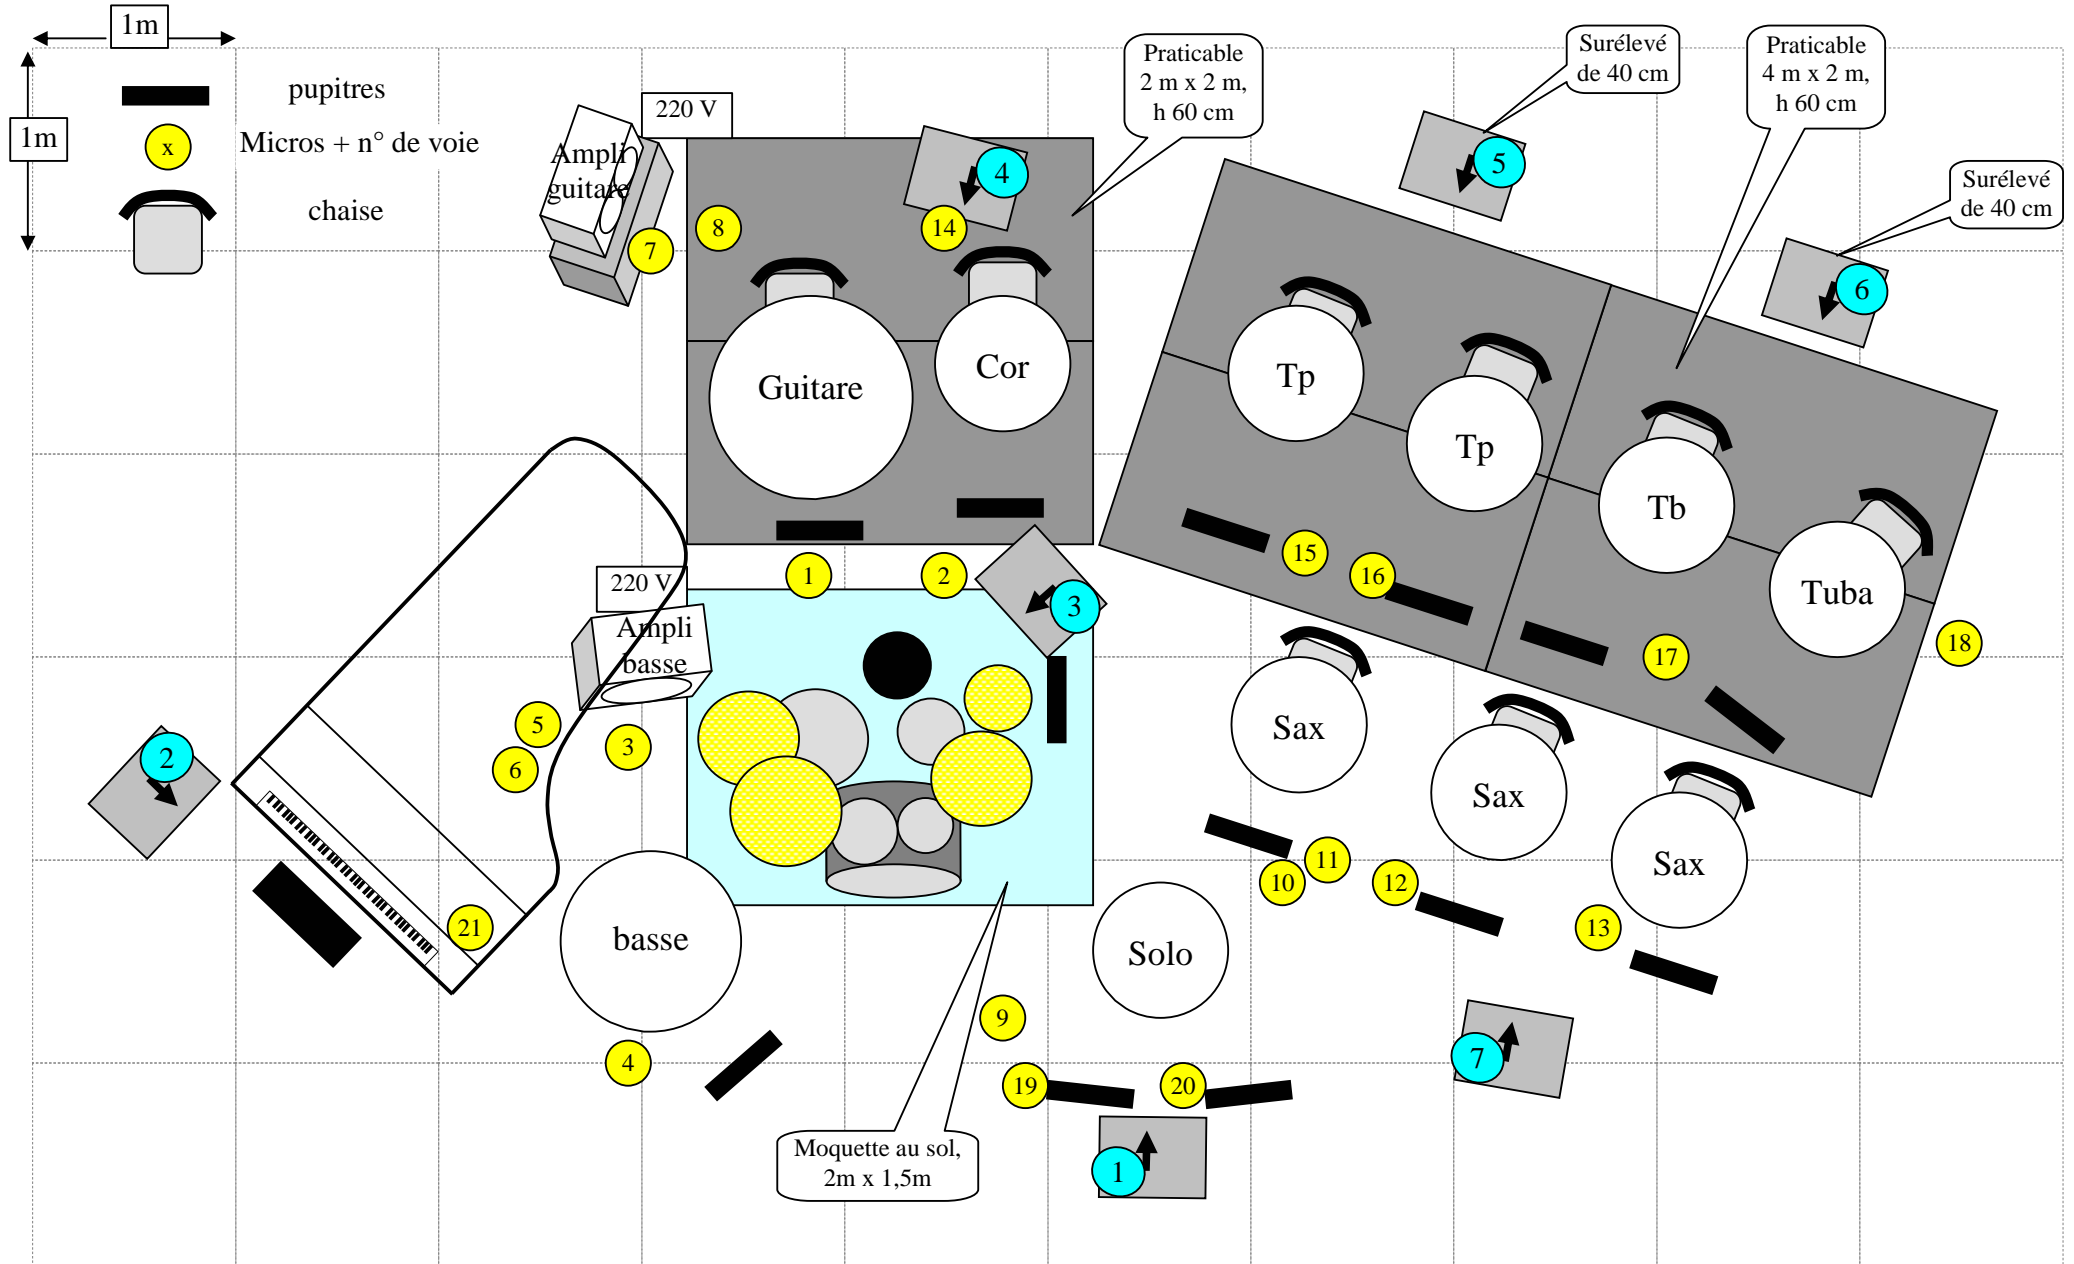 1m
1m
pupitres
x
Micros + n° de voie
chaise
Ampli
guitare
220 V
7
8
14
4
Praticable
2 m x 2 m,
h 60 cm
Surélevé
de 40 cm
5
Praticable
4 m x 2 m,
h 60 cm
Surélevé
de 40 cm
6
Guitare
Cor
Tp
Tp
Tb
Tuba
1
2
3
15
16
17
18
220 V
Ampli
basse
5
6
3
2
21
basse
4
Sax
Sax
Sax
10
11
12
13
Solo
9
19
20
7
1
Moquette au sol,
2m x 1,5m